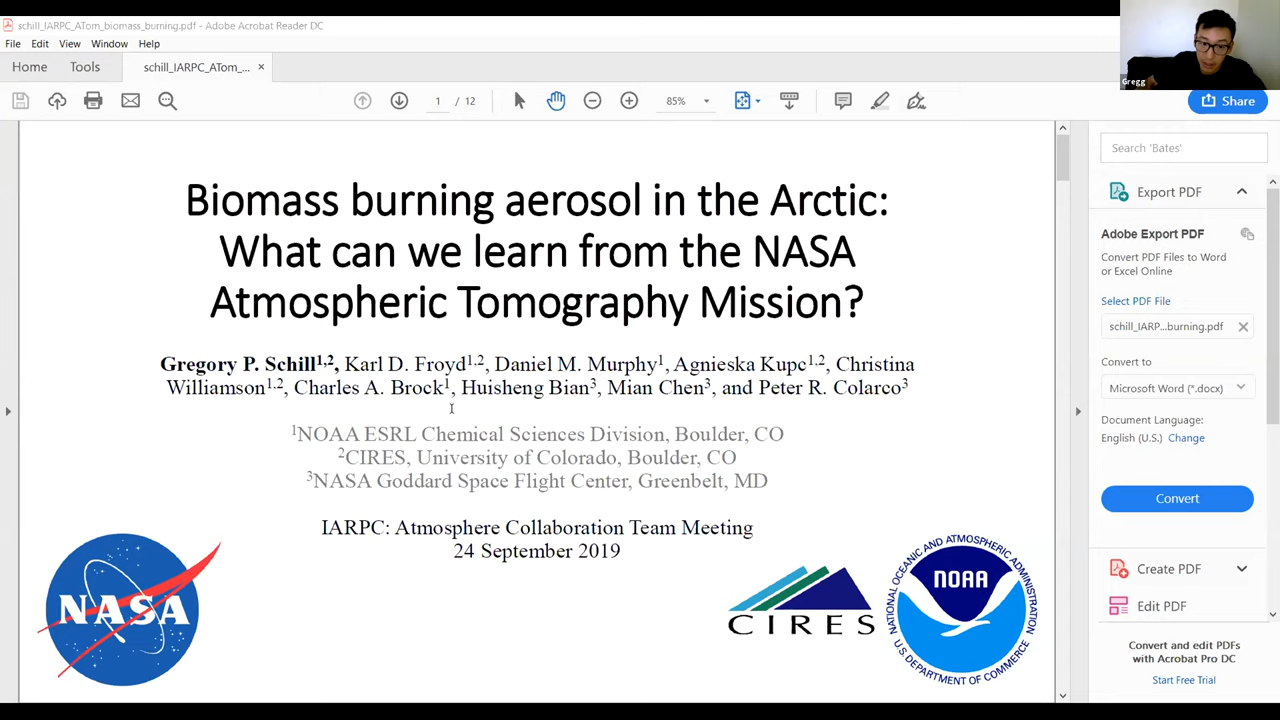 schill_IARPC_ATom_biomass_burning.pdf - Adobe Acrobat Reader DC
File Edit View Window Help
Home Tools schill_IARPC_ATom_... ×
1 / 12 85% Share
Gregg
Biomass burning aerosol in the Arctic:
What can we learn from the NASA
Atmospheric Tomography Mission?
Gregory P. Schill1,2, Karl D. Froyd1,2, Daniel M. Murphy1, Agnieska Kupc1,2, Christina
Williamson1,2, Charles A. Brock1, Huisheng Bian3, Mian Chen3, and Peter R. Colarco3
1NOAA ESRL Chemical Sciences Division, Boulder, CO
2CIRES, University of Colorado, Boulder, CO
3NASA Goddard Space Flight Center, Greenbelt, MD
IARPC: Atmosphere Collaboration Team Meeting
24 September 2019
NASA
CIRES
NATIONAL OCEANIC AND ATMOSPHERIC ADMINISTRATION
NOAA
U.S. DEPARTMENT OF COMMERCE
Search 'Bates'
Export PDF
Adobe Export PDF
Convert PDF Files to Word
or Excel Online
Select PDF File
schill_IARP...burning.pdf
Convert to
Microsoft Word (*.docx)
Document Language:
English (U.S.) Change
Convert
Create PDF
Edit PDF
Convert and edit PDFs
with Acrobat Pro DC
Start Free Trial